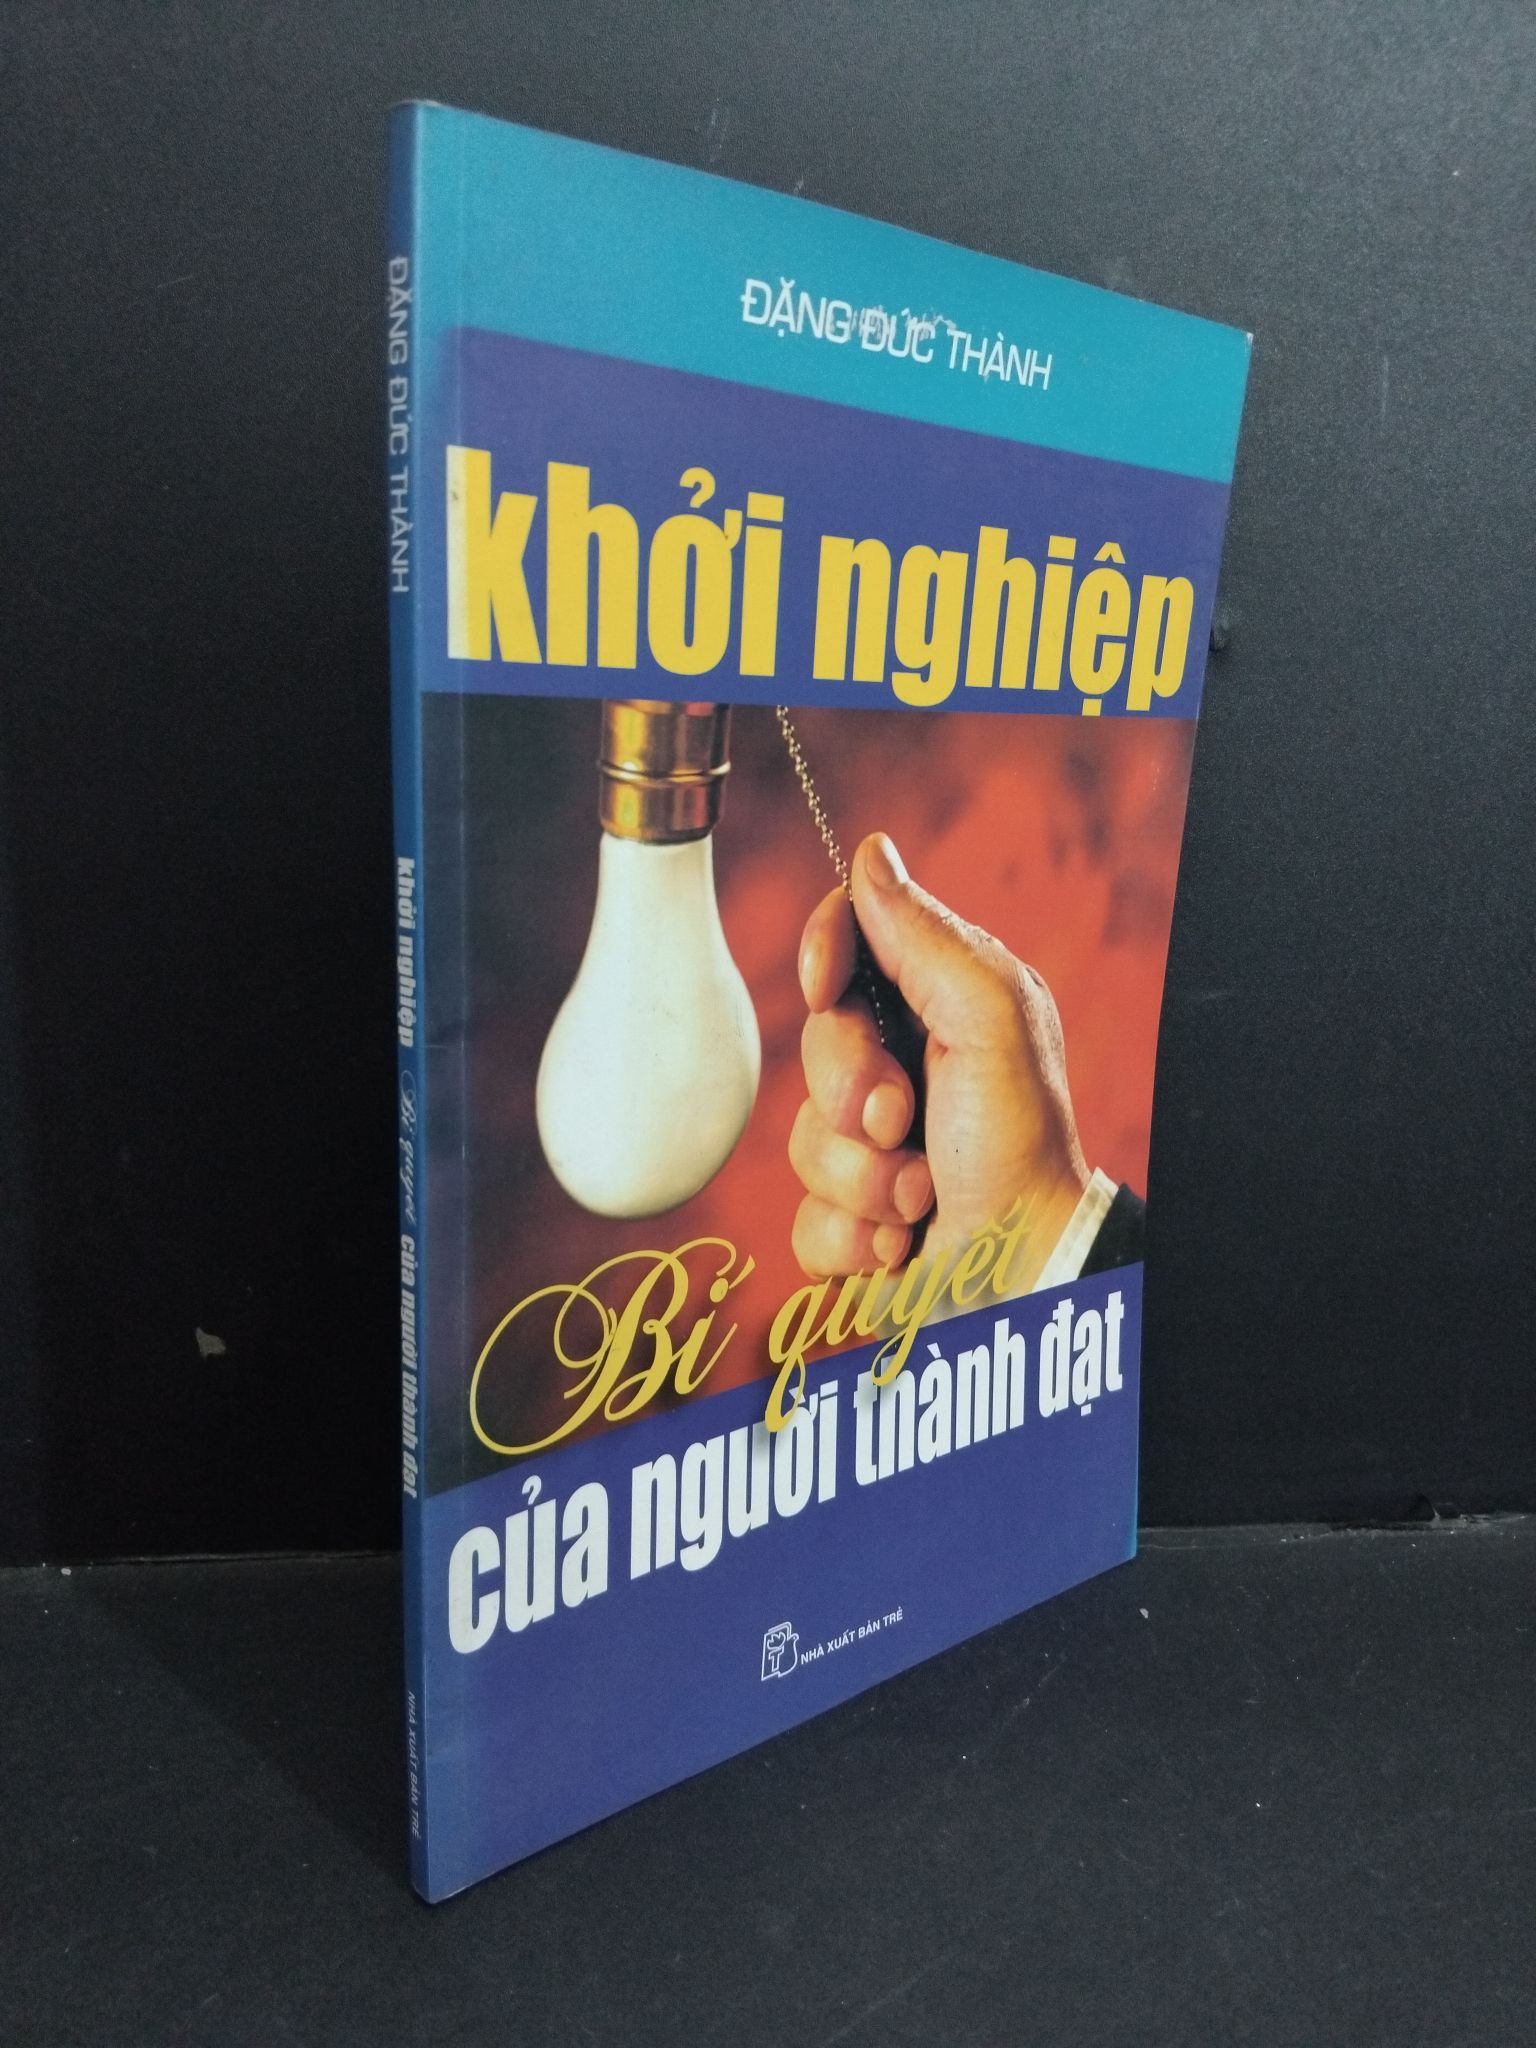 ĐẶNG ĐỨC THÀNH
khởi nghiệp
Bí quyết
của người thành đạt
NHÀ XUẤT BẢN TRẺ
ĐẶNG ĐỨC THÀNH
khởi nghiệp Bí quyết của người thành đạt
NHÀ XUẤT BẢN TRẺ